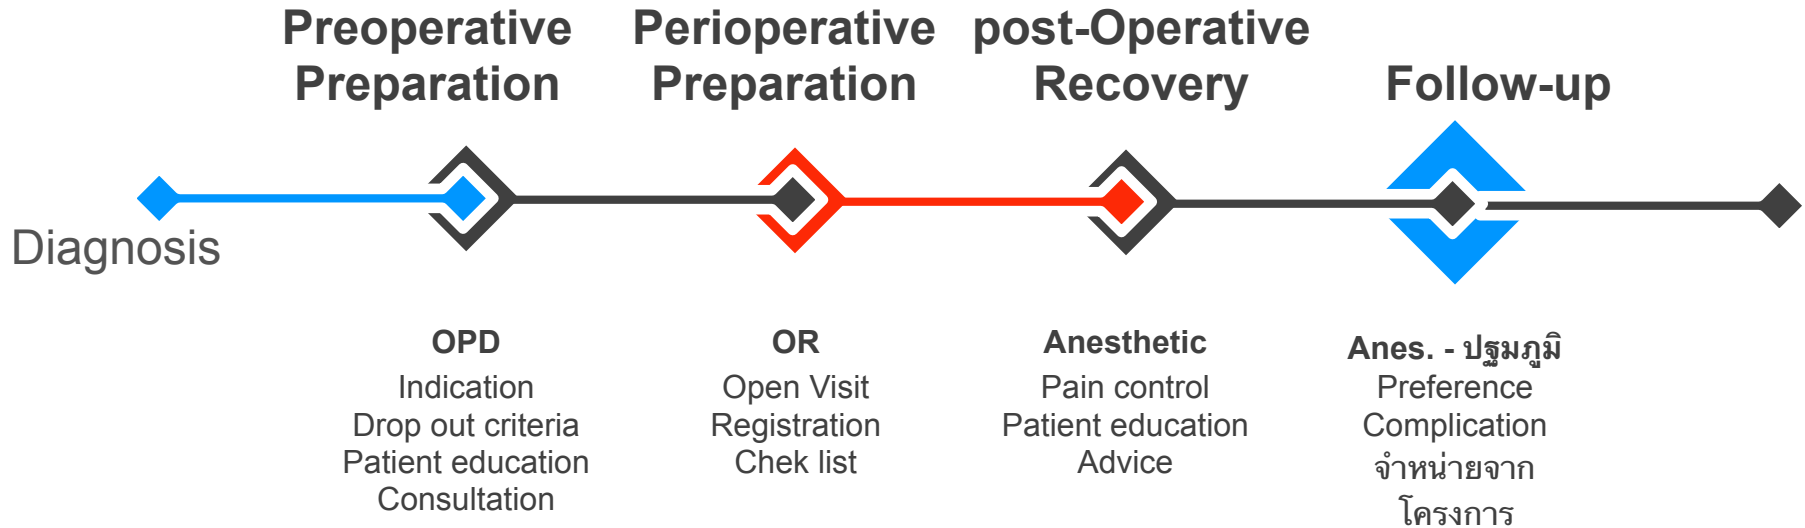 Preoperative
Preparation
Perioperative
Preparation
post-Operative
Recovery
Follow-up
Diagnosis
OPD
Indication
Drop out criteria
Patient education
Consultation
OR
Open Visit
Registration
Chek list
Anesthetic
Pain control
Patient education
Advice
Anes. - ปฐมภูมิ
Preference
Complication
จำหน่ายจาก
โครงการ